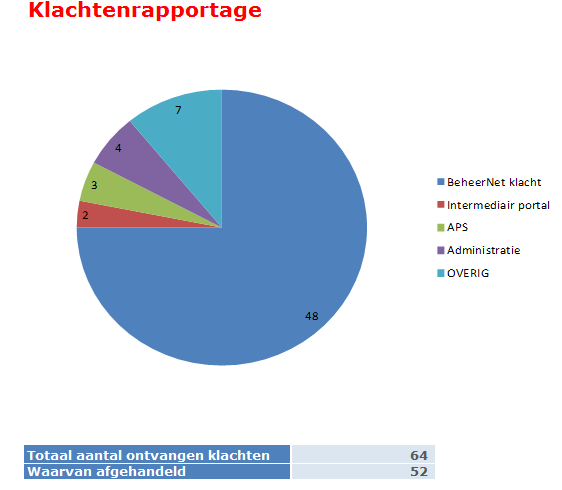 Klachtenrapportage
7
4
3
2
48
BeheerNet klacht
Intermediair portal
APS
Administratie
OVERIG
Totaal aantal ontvangen klachten 64
Waarvan afgehandeld 52